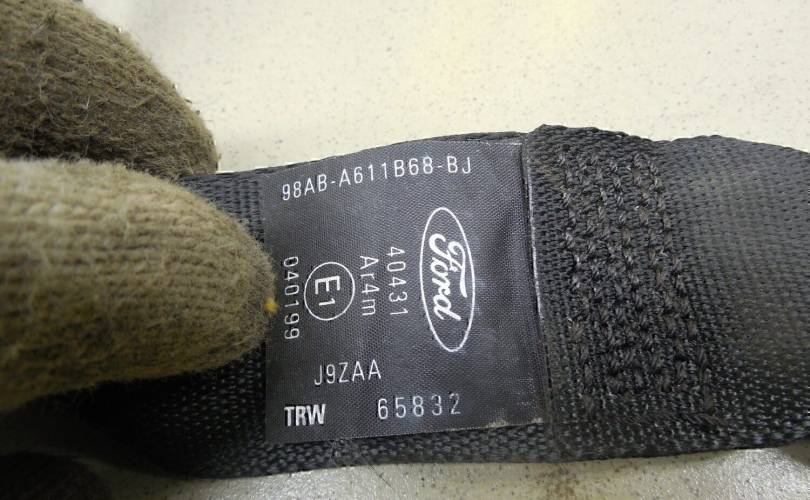 98AB-A611B68-BJ
Ford
40431
Ar4m
E1
040199
J9ZAA
TRW 65832